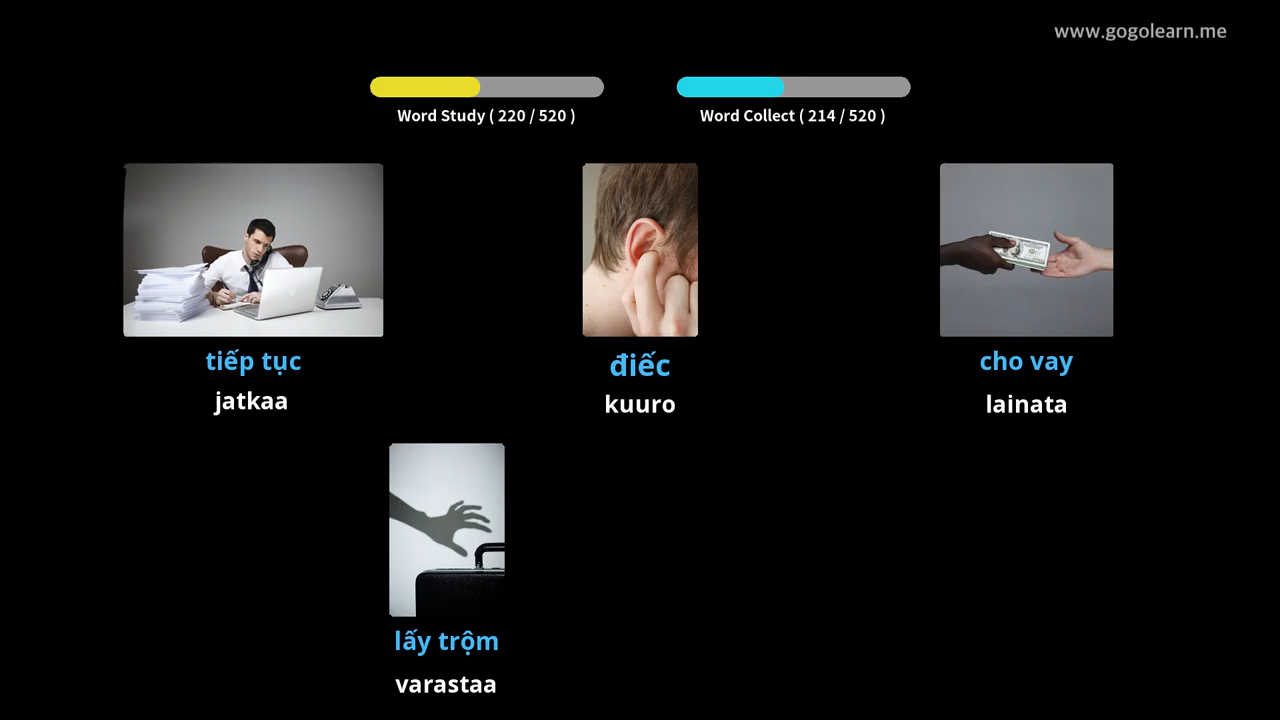 www.gogolearn.me
Word Study ( 220 / 520 )
Word Collect ( 214 / 520 )
tiếp tục
jatkaa
điếc
kuuro
cho vay
lainata
lấy trộm
varastaa